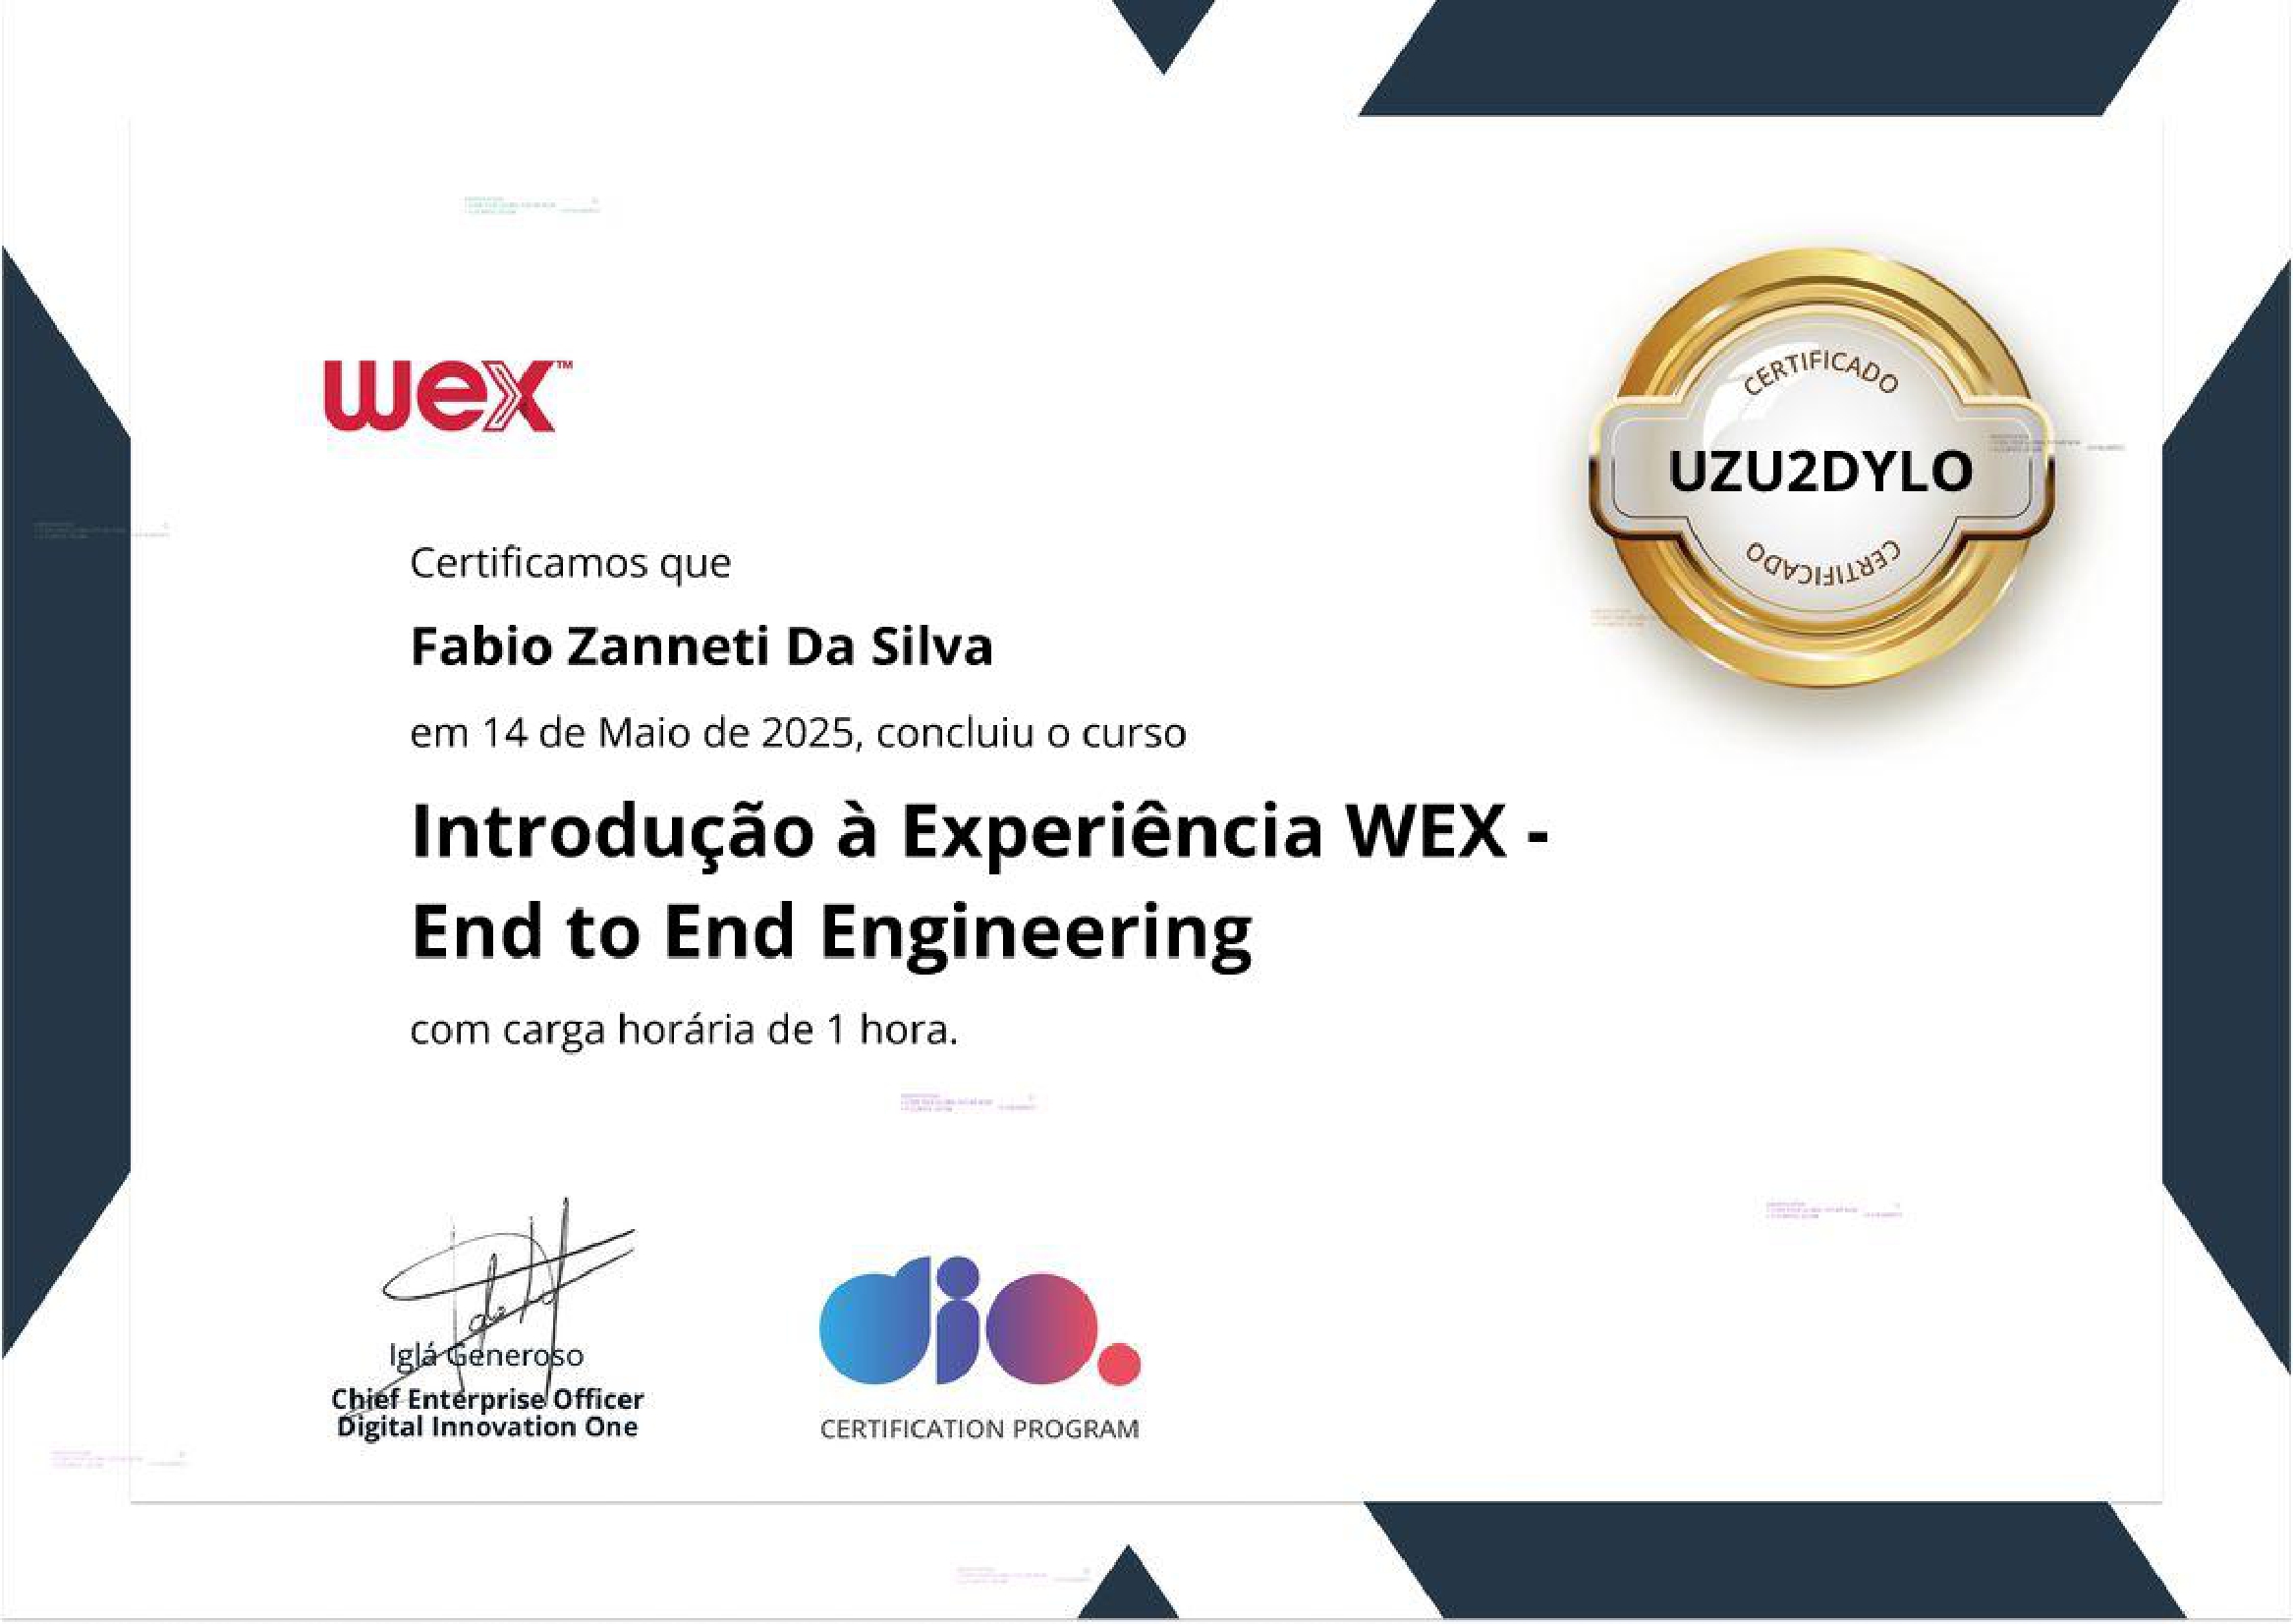 wex™
CERTIFICADO
UZU2DYLO
CERTIFICADO
Certificamos que
Fabio Zanneti Da Silva
em 14 de Maio de 2025, concluiu o curso
Introdução à Experiência WEX -
End to End Engineering
com carga horária de 1 hora.
Iglá Generoso
Chief Enterprise Officer
Digital Innovation One
dio.
CERTIFICATION PROGRAM